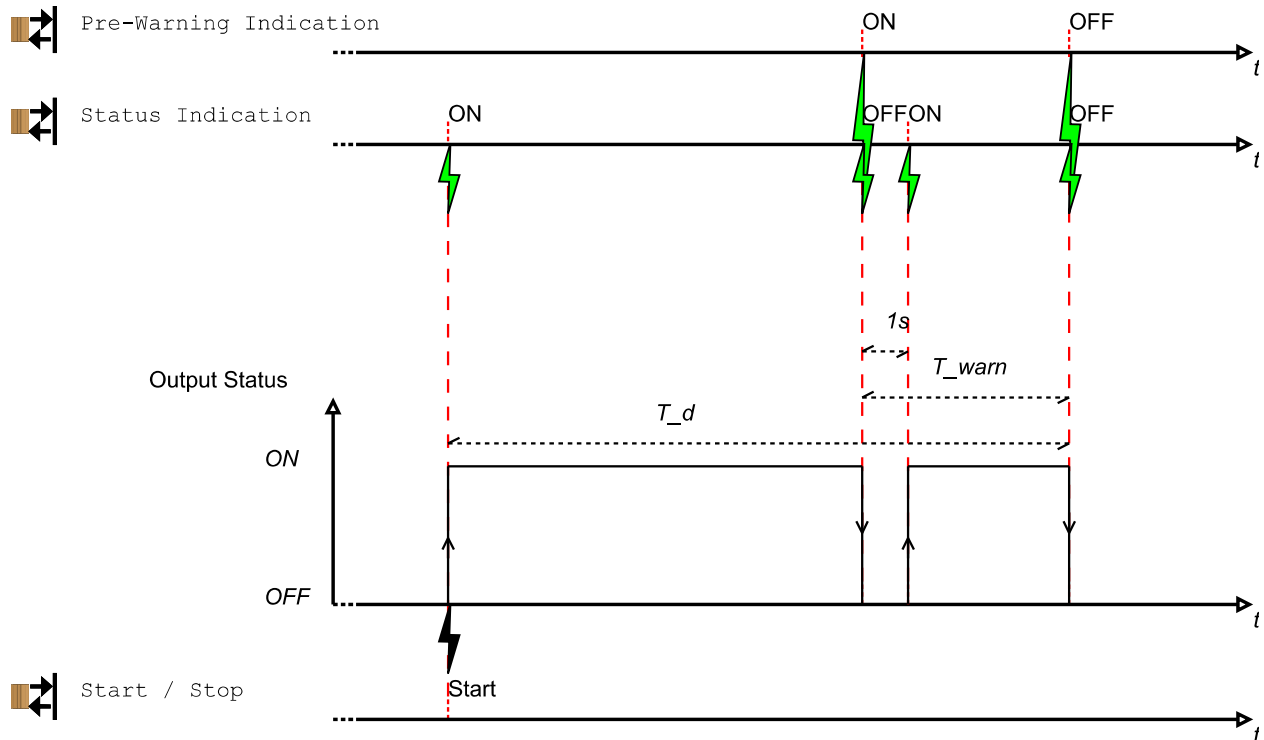 Pre-Warning Indication
ON
OFF
t
Status Indication
ON
OFF
ON
OFF
t
1s
T_warn
Output Status
T_d
ON
OFF
t
Start / Stop
Start
t